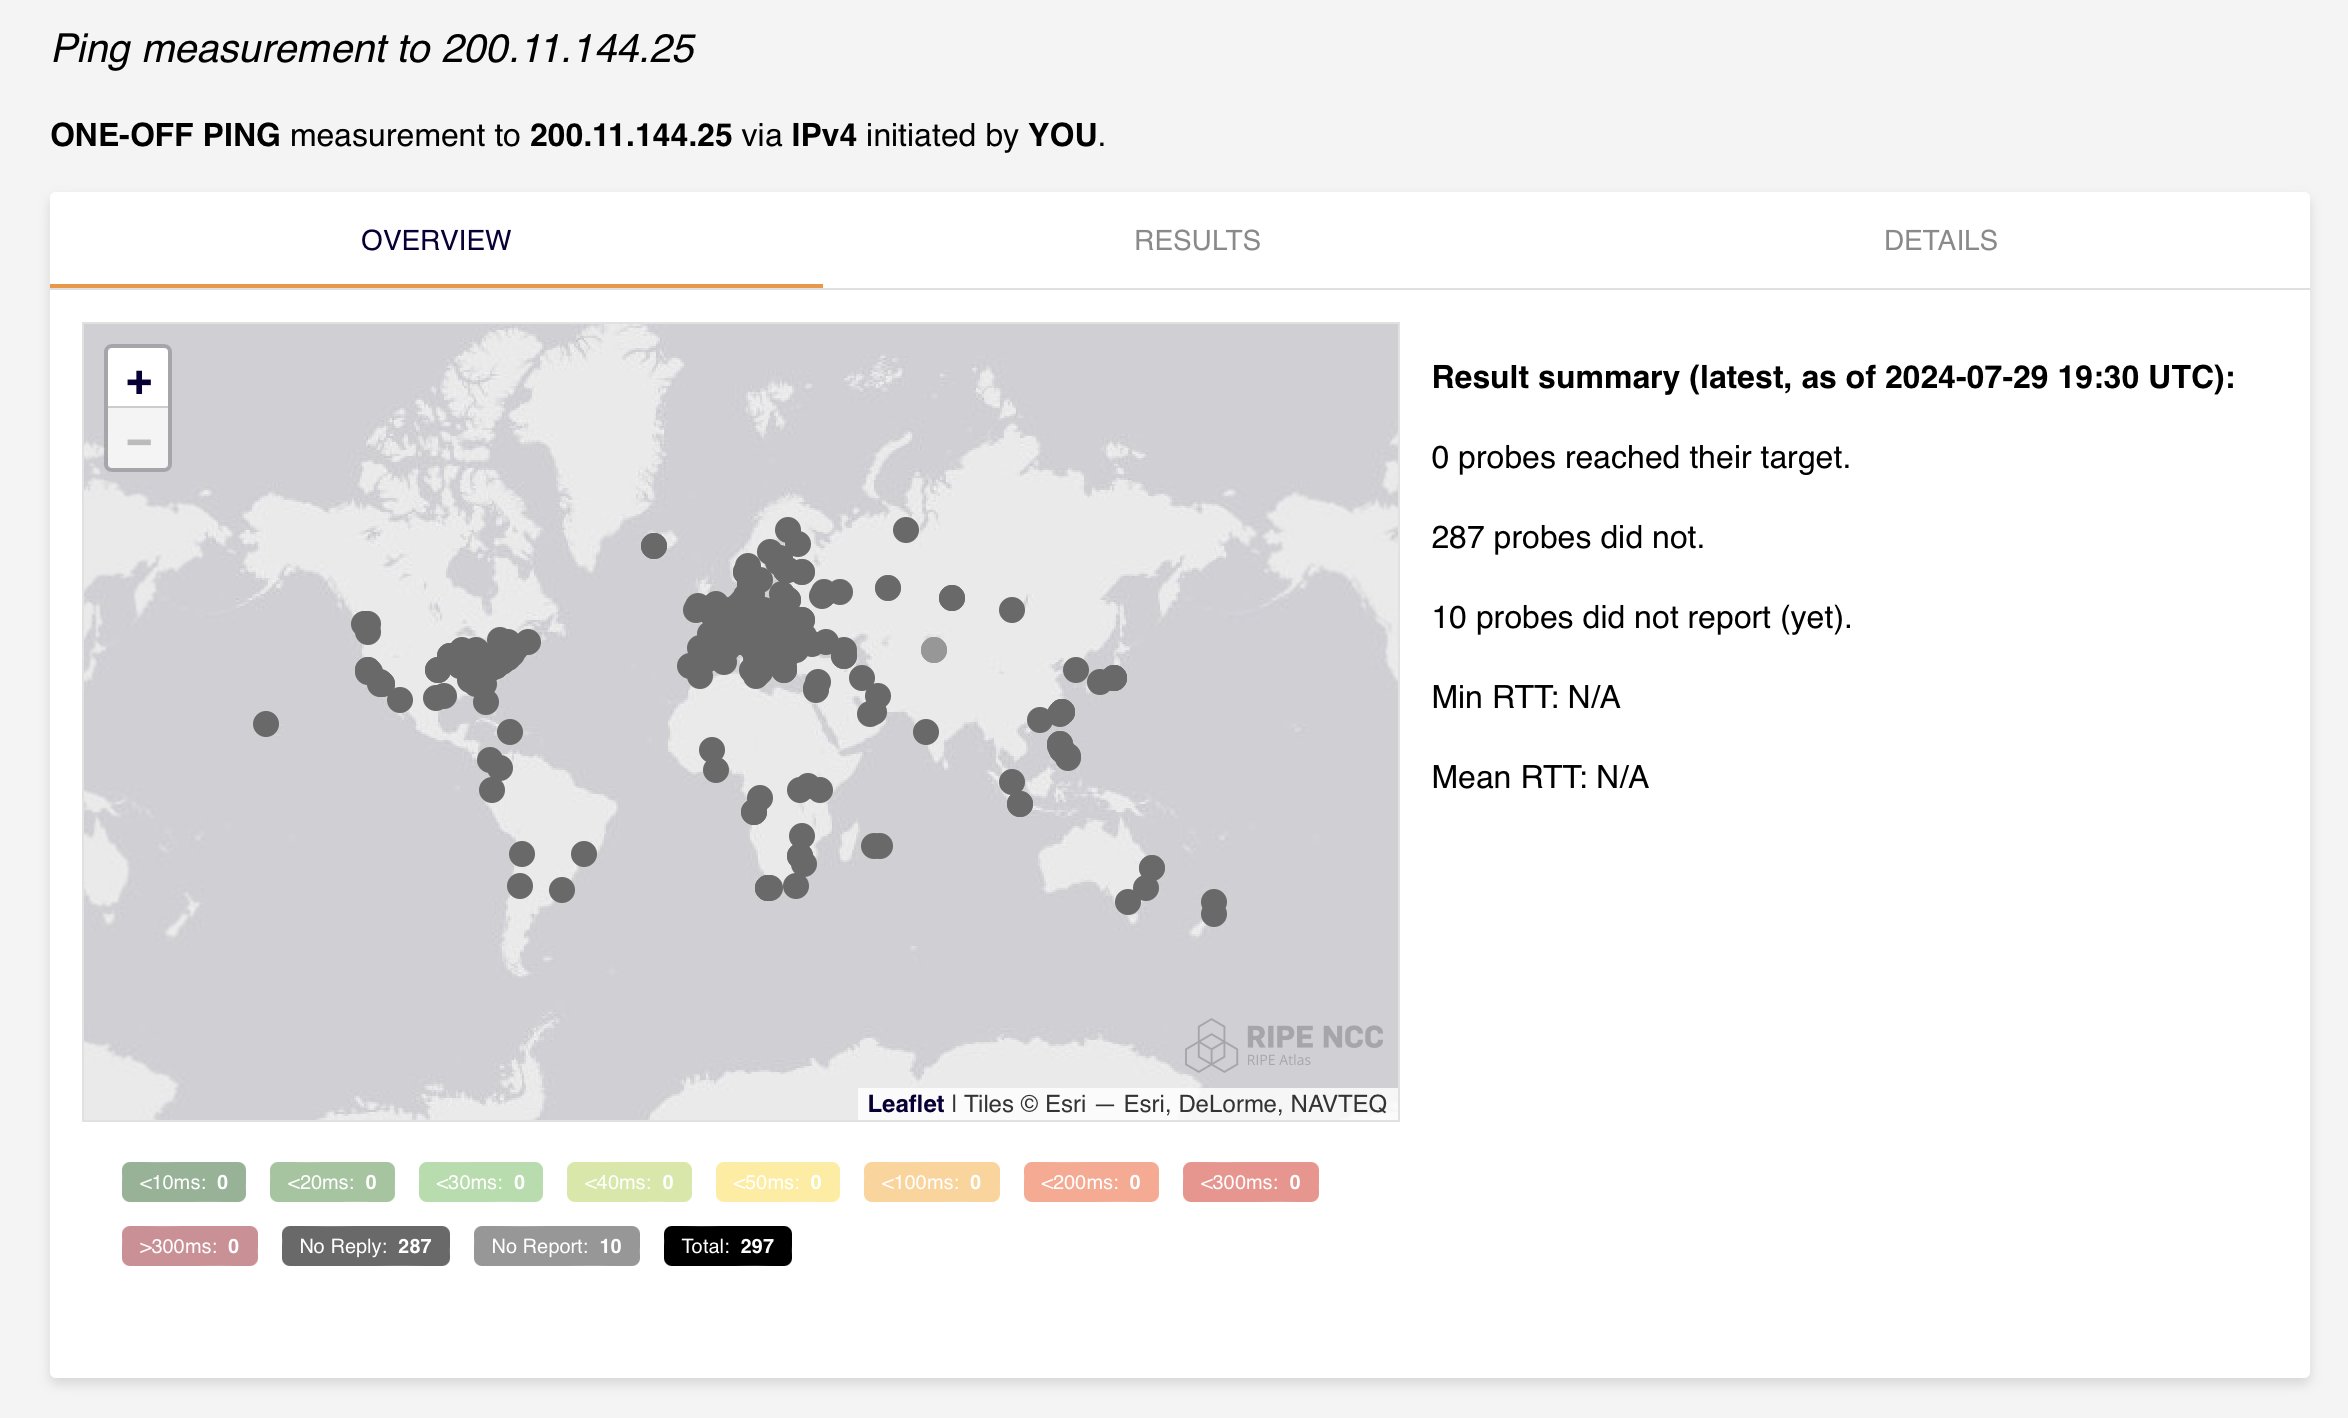 Ping measurement to 200.11.144.25
ONE-OFF PING measurement to 200.11.144.25 via IPv4 initiated by YOU.
OVERVIEW
RESULTS
DETAILS
+
−
Result summary (latest, as of 2024-07-29 19:30 UTC):
0 probes reached their target.
287 probes did not.
10 probes did not report (yet).
Min RTT: N/A
Mean RTT: N/A
RIPE NCC
RIPE Atlas
Leaflet | Tiles © Esri — Esri, DeLorme, NAVTEQ
<10ms: 0 <20ms: 0 <30ms: 0 <40ms: 0 <50ms: 0 <100ms: 0 <200ms: 0 <300ms: 0
>300ms: 0 No Reply: 287 No Report: 10 Total: 297